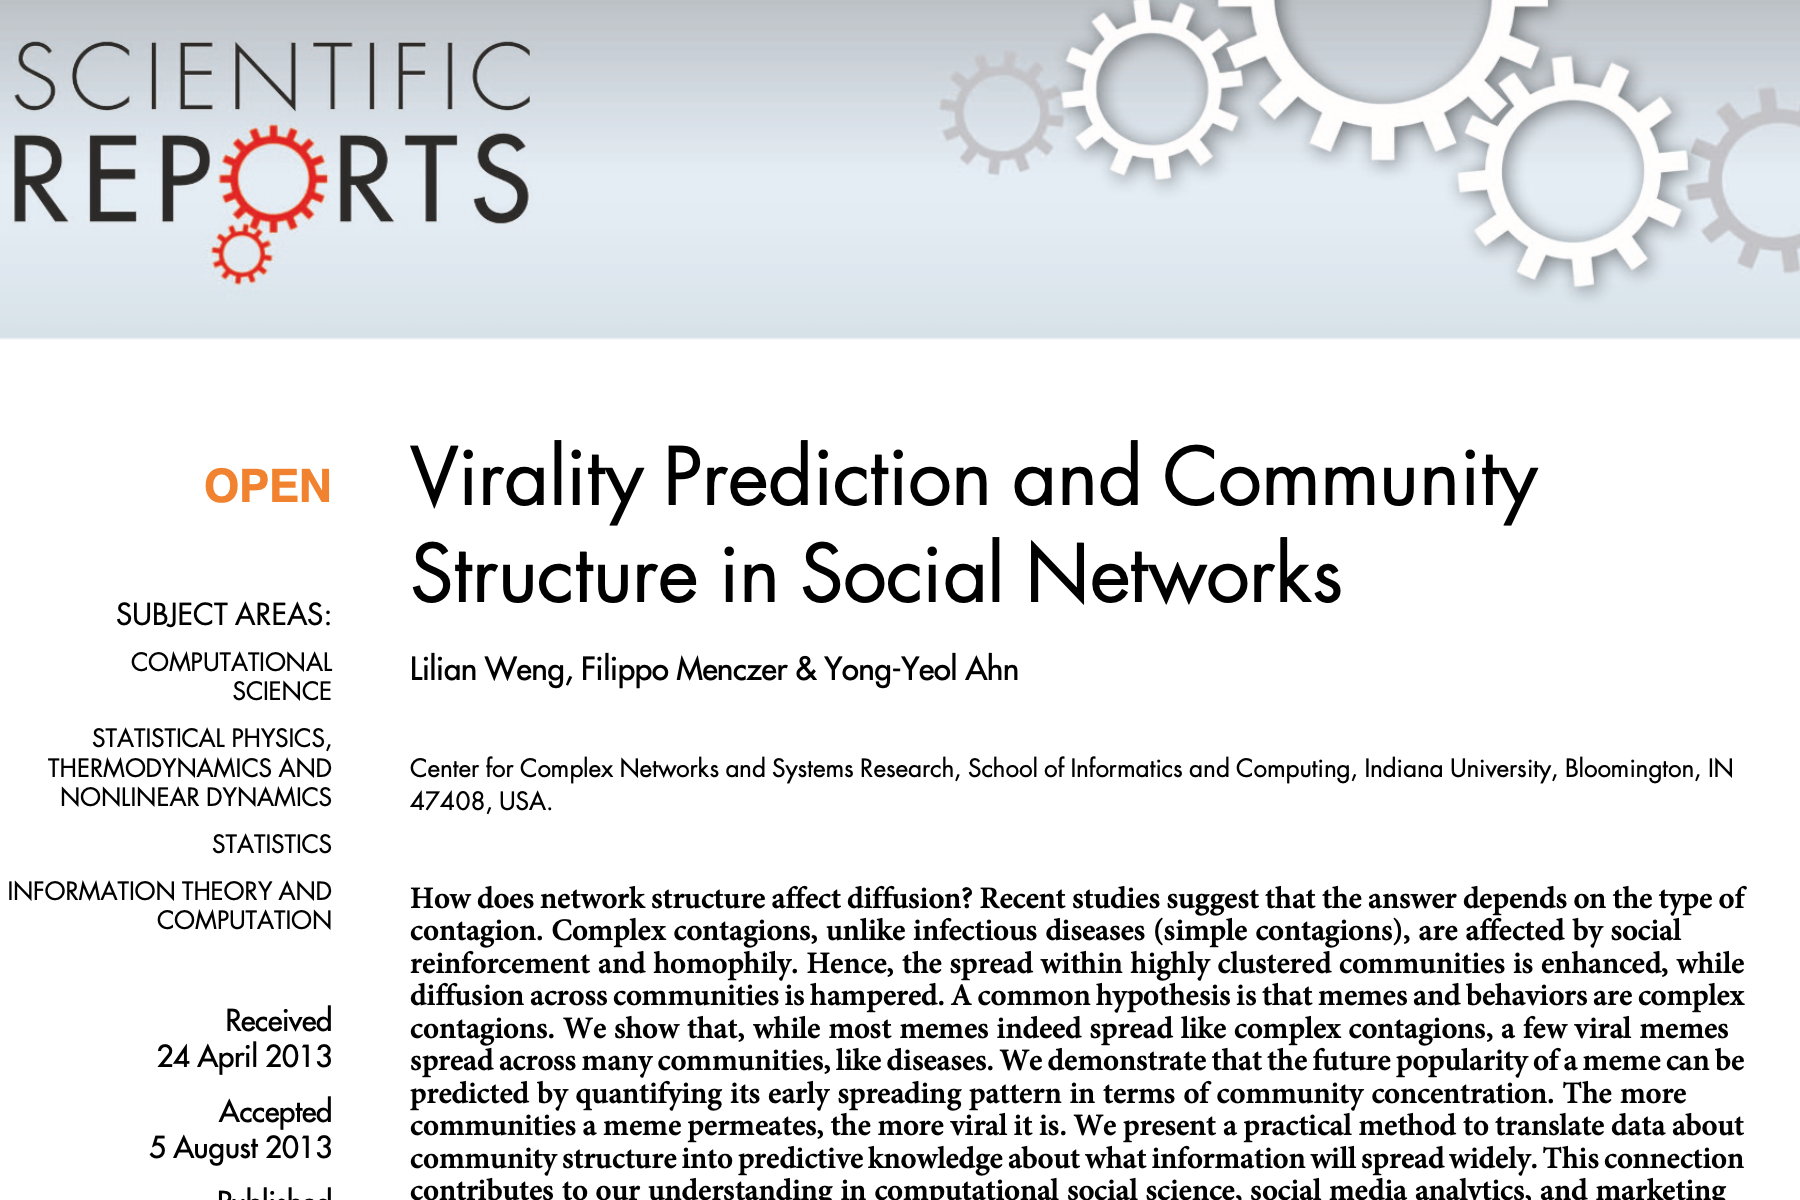 SCIENTIFIC
REPORTS
OPEN
SUBJECT AREAS:
COMPUTATIONAL
SCIENCE
STATISTICAL PHYSICS,
THERMODYNAMICS AND
NONLINEAR DYNAMICS
STATISTICS
INFORMATION THEORY AND
COMPUTATION
Received
24 April 2013
Accepted
5 August 2013
Published
Virality Prediction and Community
Structure in Social Networks
Lilian Weng, Filippo Menczer & Yong-Yeol Ahn
Center for Complex Networks and Systems Research, School of Informatics and Computing, Indiana University, Bloomington, IN
47408, USA.
How does network structure affect diffusion? Recent studies suggest that the answer depends on the type of
contagion. Complex contagions, unlike infectious diseases (simple contagions), are affected by social
reinforcement and homophily. Hence, the spread within highly clustered communities is enhanced, while
diffusion across communities is hampered. A common hypothesis is that memes and behaviors are complex
contagions. We show that, while most memes indeed spread like complex contagions, a few viral memes
spread across many communities, like diseases. We demonstrate that the future popularity of a meme can be
predicted by quantifying its early spreading pattern in terms of community concentration. The more
communities a meme permeates, the more viral it is. We present a practical method to translate data about
community structure into predictive knowledge about what information will spread widely. This connection
contributes to our understanding in computational social science, social media analytics, and marketing